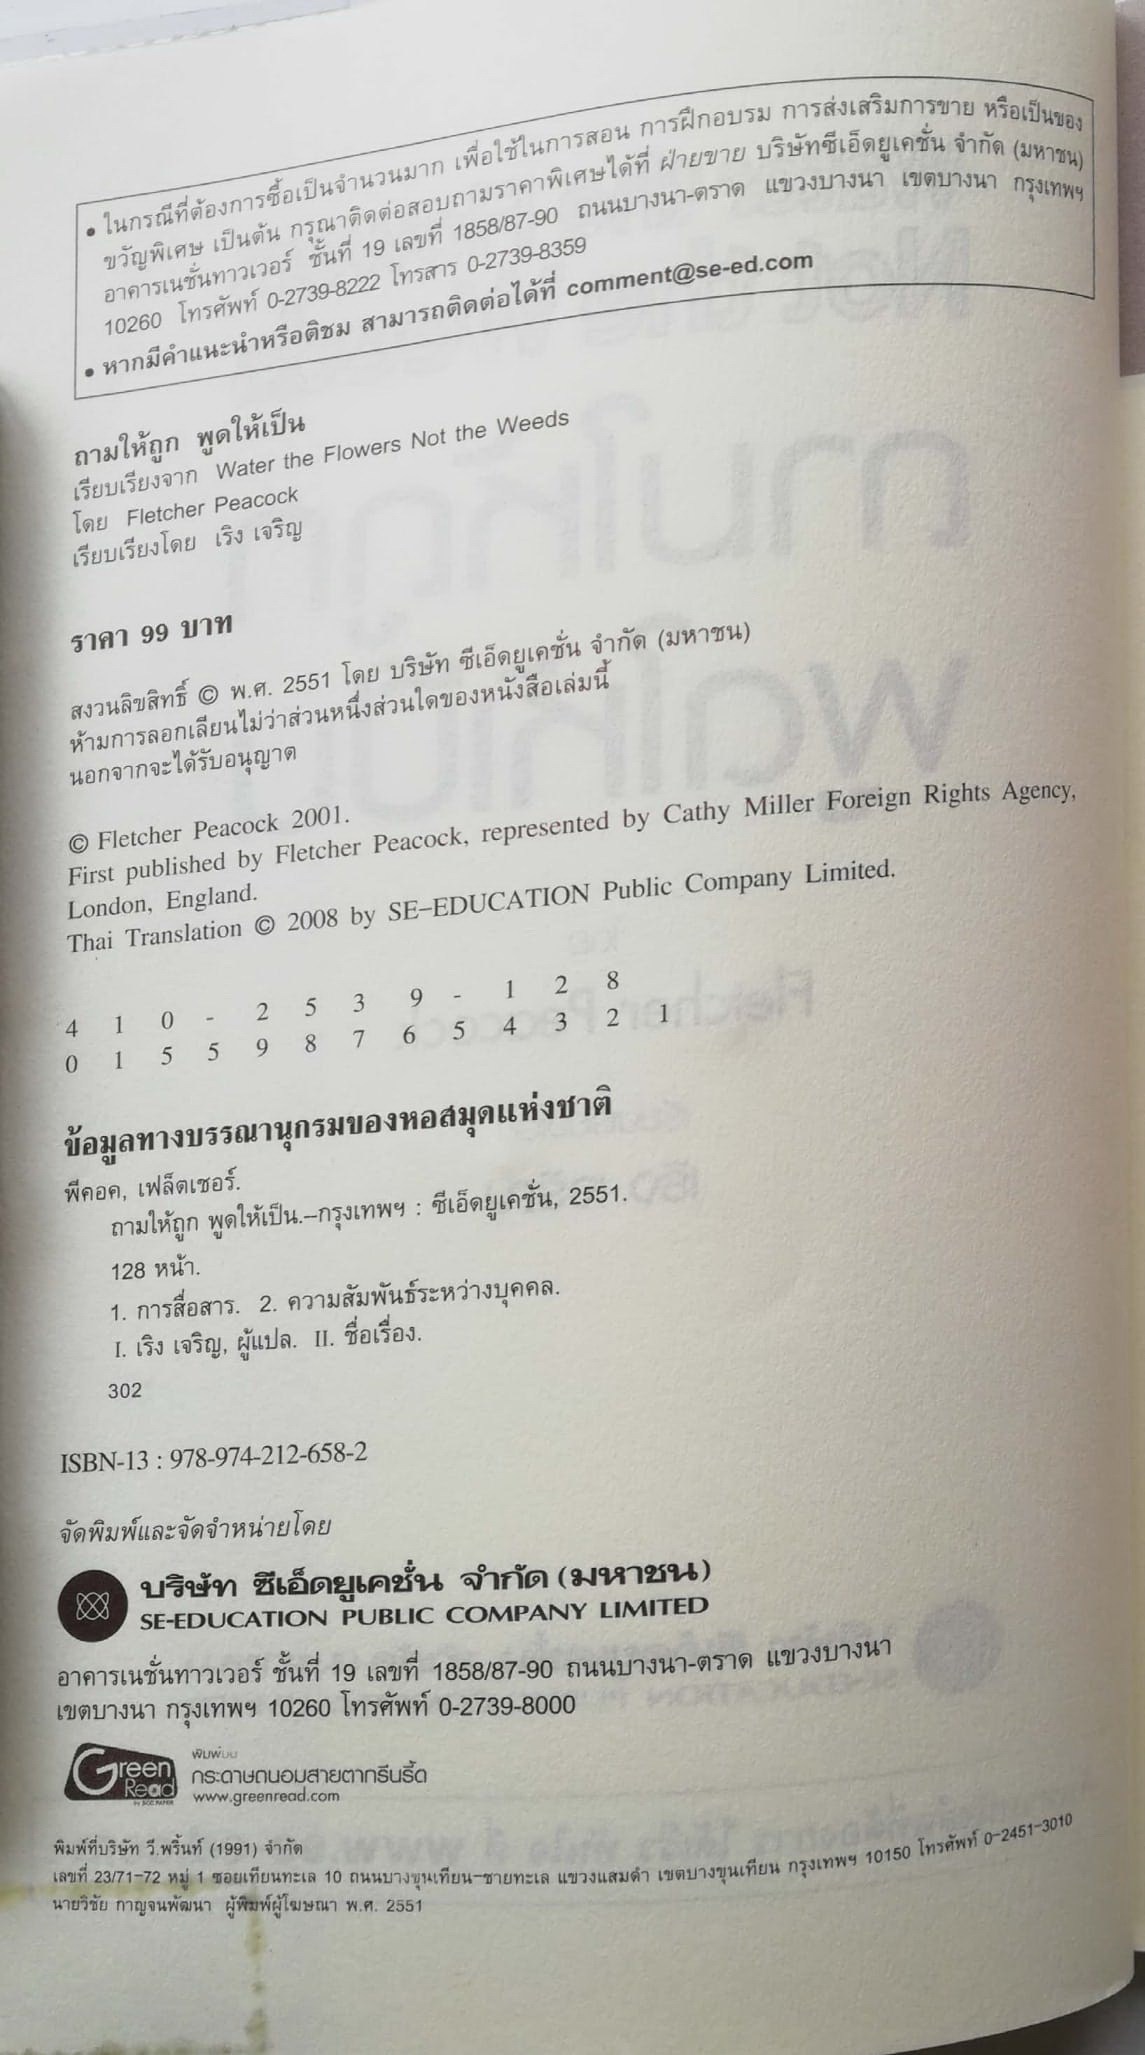 • ในกรณีที่ต้องการซื้อเป็นจำนวนมาก เพื่อใช้ในการสอน การฝึกอบรม การส่งเสริมการขาย หรือเป็นของ
ขวัญพิเศษ เป็นต้น กรุณาติดต่อสอบถามราคาพิเศษได้ที่ ฝ่ายขาย บริษัทซีเอ็ดยูเคชั่น จำกัด (มหาชน)
อาคารเนชั่นทาวเวอร์ ชั้นที่ 19 เลขที่ 1858/87-90 ถนนบางนา-ตราด แขวงบางนา เขตบางนา กรุงเทพฯ
10260 โทรศัพท์ 0-2739-8222 โทรสาร 0-2739-8359
• หากมีคำแนะนำหรือติชม สามารถติดต่อได้ที่ comment@se-ed.com
ถามให้ถูก พูดให้เป็น
เรียบเรียงจาก Water the Flowers Not the Weeds
โดย Fletcher Peacock
เรียบเรียงโดย เริง เจริญ
ราคา 99 บาท
สงวนลิขสิทธิ์ © พ.ศ. 2551 โดย บริษัท ซีเอ็ดยูเคชั่น จำกัด (มหาชน)
ห้ามการลอกเลียนไม่ว่าส่วนหนึ่งส่วนใดของหนังสือเล่มนี้
นอกจากจะได้รับอนุญาต
© Fletcher Peacock 2001.
First published by Fletcher Peacock, represented by Cathy Miller Foreign Rights Agency,
London, England.
Thai Translation © 2008 by SE-EDUCATION Public Company Limited.
4 1 0 - 2 5 3 9 - 1 2 8
0 1 5 5 9 8 7 6 5 4 3 2 1
ข้อมูลทางบรรณานุกรมของหอสมุดแห่งชาติ
พีคอค, เฟล็ตเชอร์.
ถามให้ถูก พูดให้เป็น.--กรุงเทพฯ : ซีเอ็ดยูเคชั่น, 2551.
128 หน้า.
1. การสื่อสาร. 2. ความสัมพันธ์ระหว่างบุคคล.
I. เริง เจริญ, ผู้แปล. II. ชื่อเรื่อง.
302
ISBN-13 : 978-974-212-658-2
จัดพิมพ์และจัดจำหน่ายโดย
บริษัท ซีเอ็ดยูเคชั่น จำกัด (มหาชน)
SE-EDUCATION PUBLIC COMPANY LIMITED
อาคารเนชั่นทาวเวอร์ ชั้นที่ 19 เลขที่ 1858/87-90 ถนนบางนา-ตราด แขวงบางนา
เขตบางนา กรุงเทพฯ 10260 โทรศัพท์ 0-2739-8000
Green Read
by SCG PAPER
พิมพ์บน
กระดาษถนอมสายตากรีนรี้ด
www.greenread.com
พิมพ์ที่บริษัท วี.พริ้นท์ (1991) จำกัด
เลขที่ 23/71-72 หมู่ 1 ซอยเทียนทะเล 10 ถนนบางขุนเทียน-ชายทะเล แขวงแสมดำ เขตบางขุนเทียน กรุงเทพฯ 10150 โทรศัพท์ 0-2451-3010
นายวิชัย กาญจนพัฒนา ผู้พิมพ์ผู้โฆษณา พ.ศ. 2551